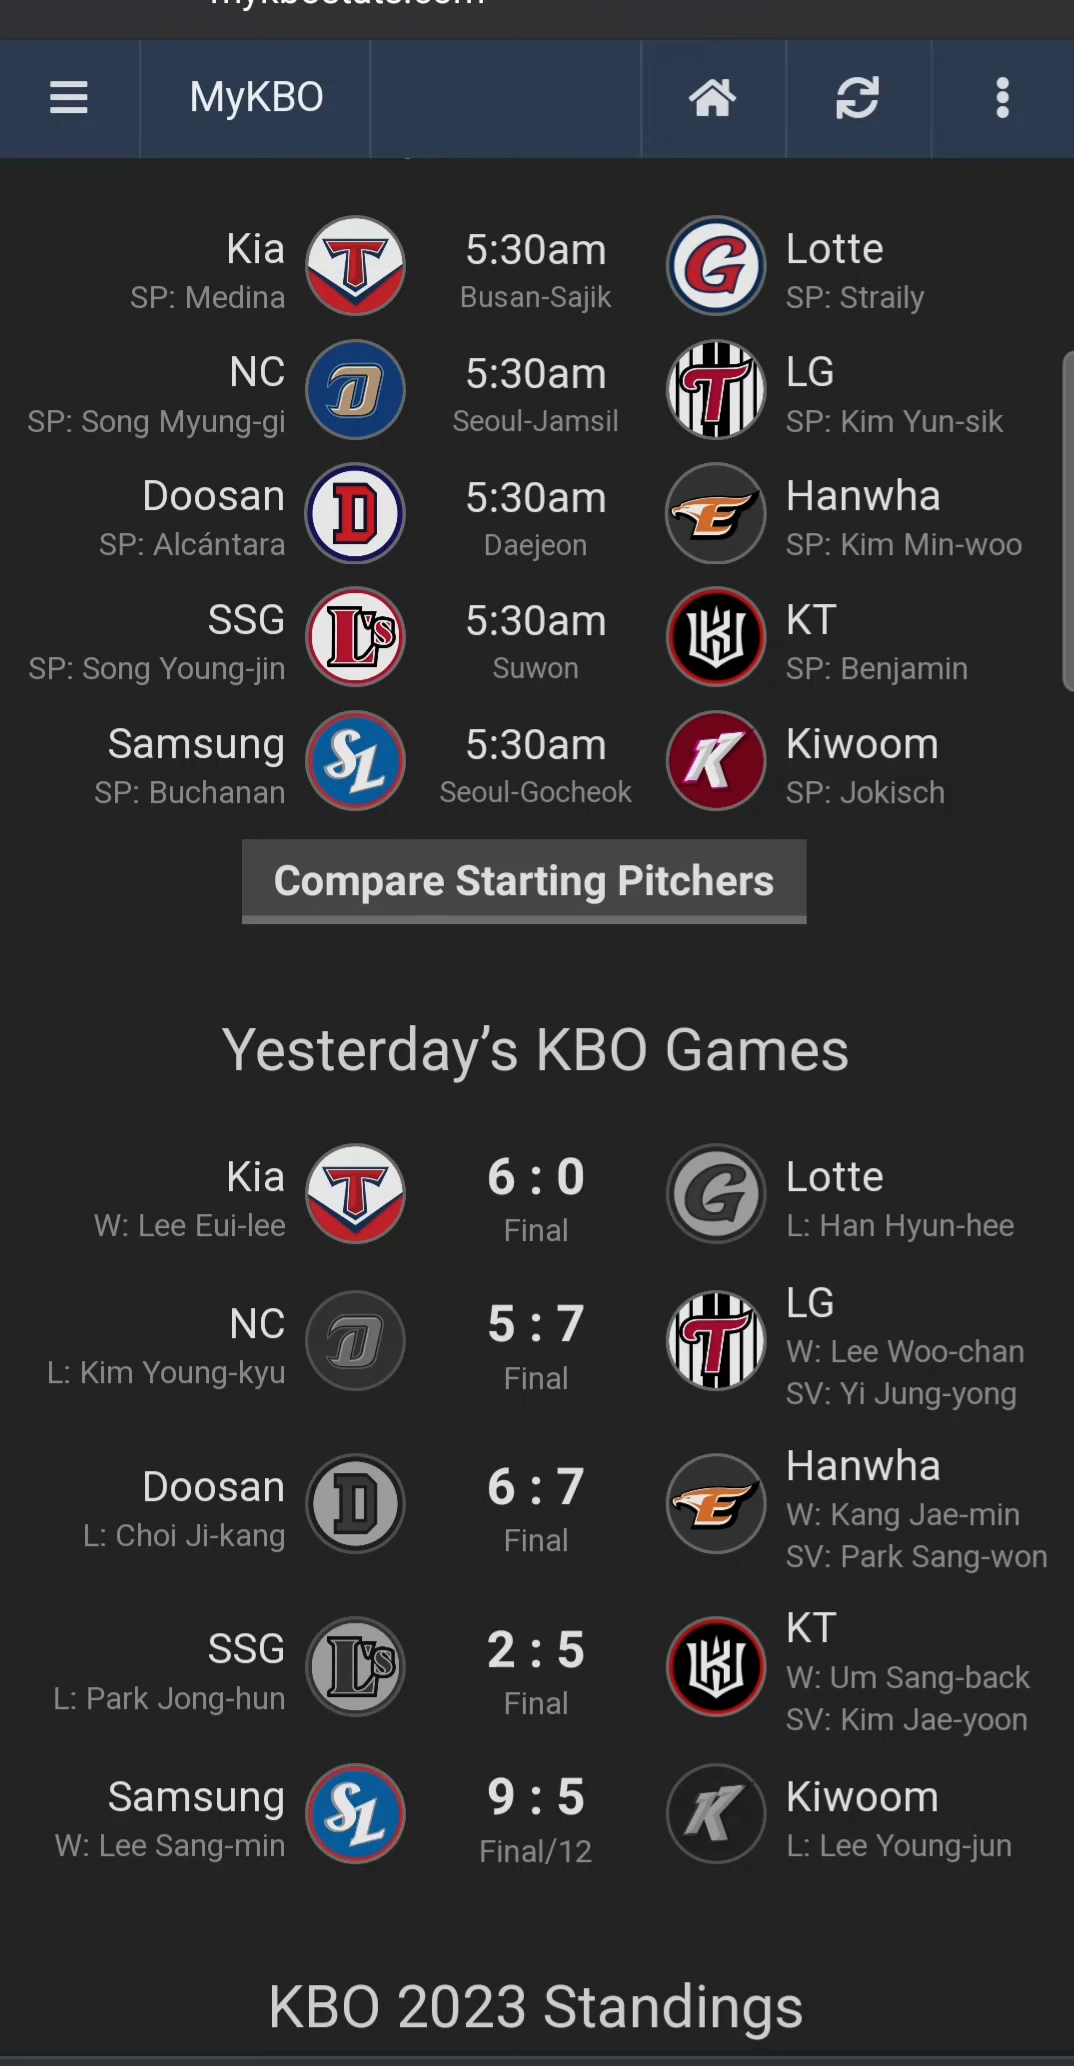 MyKBO
Kia
SP: Medina
5:30am
Busan-Sajik
Lotte
SP: Straily
NC
SP: Song Myung-gi
5:30am
Seoul-Jamsil
LG
SP: Kim Yun-sik
Doosan
SP: Alcántara
5:30am
Daejeon
Hanwha
SP: Kim Min-woo
SSG
SP: Song Young-jin
5:30am
Suwon
KT
SP: Benjamin
Samsung
SP: Buchanan
5:30am
Seoul-Gocheok
Kiwoom
SP: Jokisch
Compare Starting Pitchers
Yesterday’s KBO Games
Kia
W: Lee Eui-lee
6 : 0
Final
Lotte
L: Han Hyun-hee
NC
L: Kim Young-kyu
5 : 7
Final
LG
W: Lee Woo-chan
SV: Yi Jung-yong
Doosan
L: Choi Ji-kang
6 : 7
Final
Hanwha
W: Kang Jae-min
SV: Park Sang-won
SSG
L: Park Jong-hun
2 : 5
Final
KT
W: Um Sang-back
SV: Kim Jae-yoon
Samsung
W: Lee Sang-min
9 : 5
Final/12
Kiwoom
L: Lee Young-jun
KBO 2023 Standings